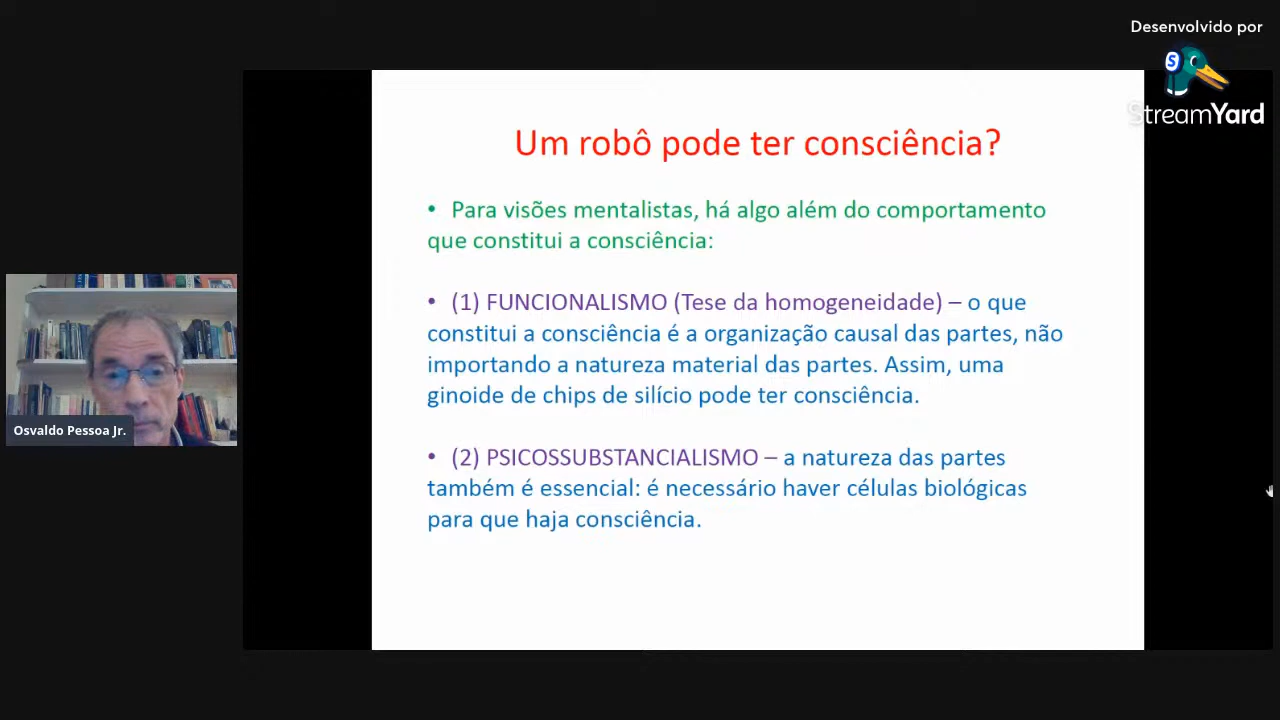 Desenvolvido por
StreamYard
Um robô pode ter consciência?
• Para visões mentalistas, há algo além do comportamento
que constitui a consciência:
• (1) FUNCIONALISMO (Tese da homogeneidade) – o que
constitui a consciência é a organização causal das partes, não
importando a natureza material das partes. Assim, uma
ginoide de chips de silício pode ter consciência.
• (2) PSICOSSUBSTANCIALISMO – a natureza das partes
também é essencial: é necessário haver células biológicas
para que haja consciência.
Osvaldo Pessoa Jr.